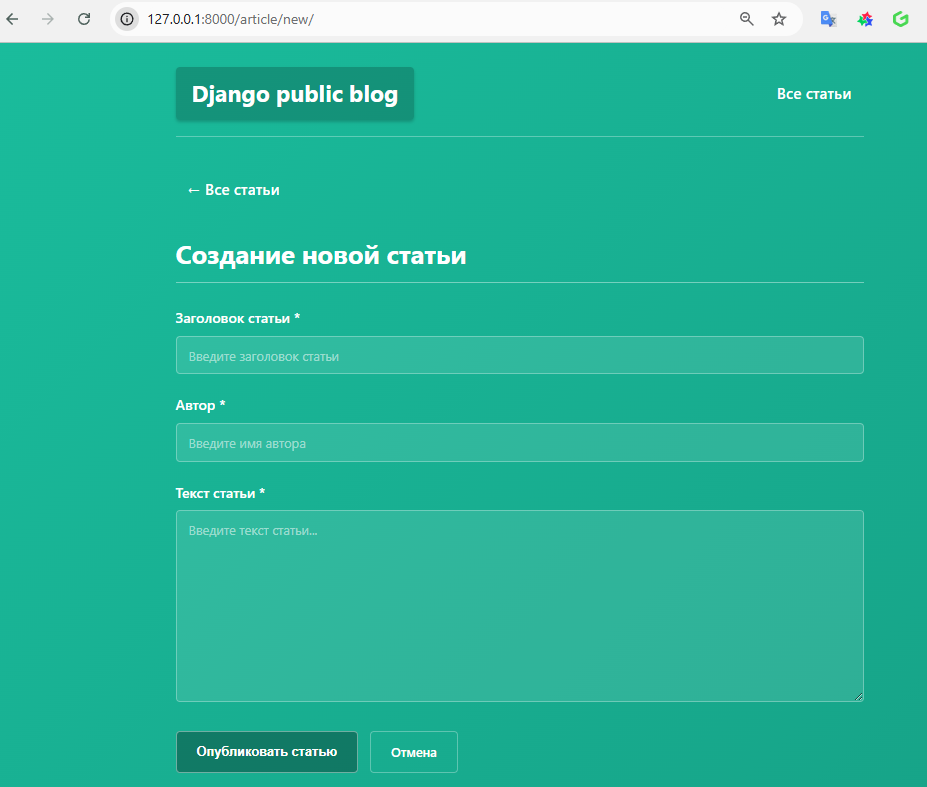 127.0.0.1:8000/article/new/
Django public blog
Все статьи
← Все статьи
Создание новой статьи
Заголовок статьи *
Введите заголовок статьи
Автор *
Введите имя автора
Текст статьи *
Введите текст статьи...
Опубликовать статью
Отмена